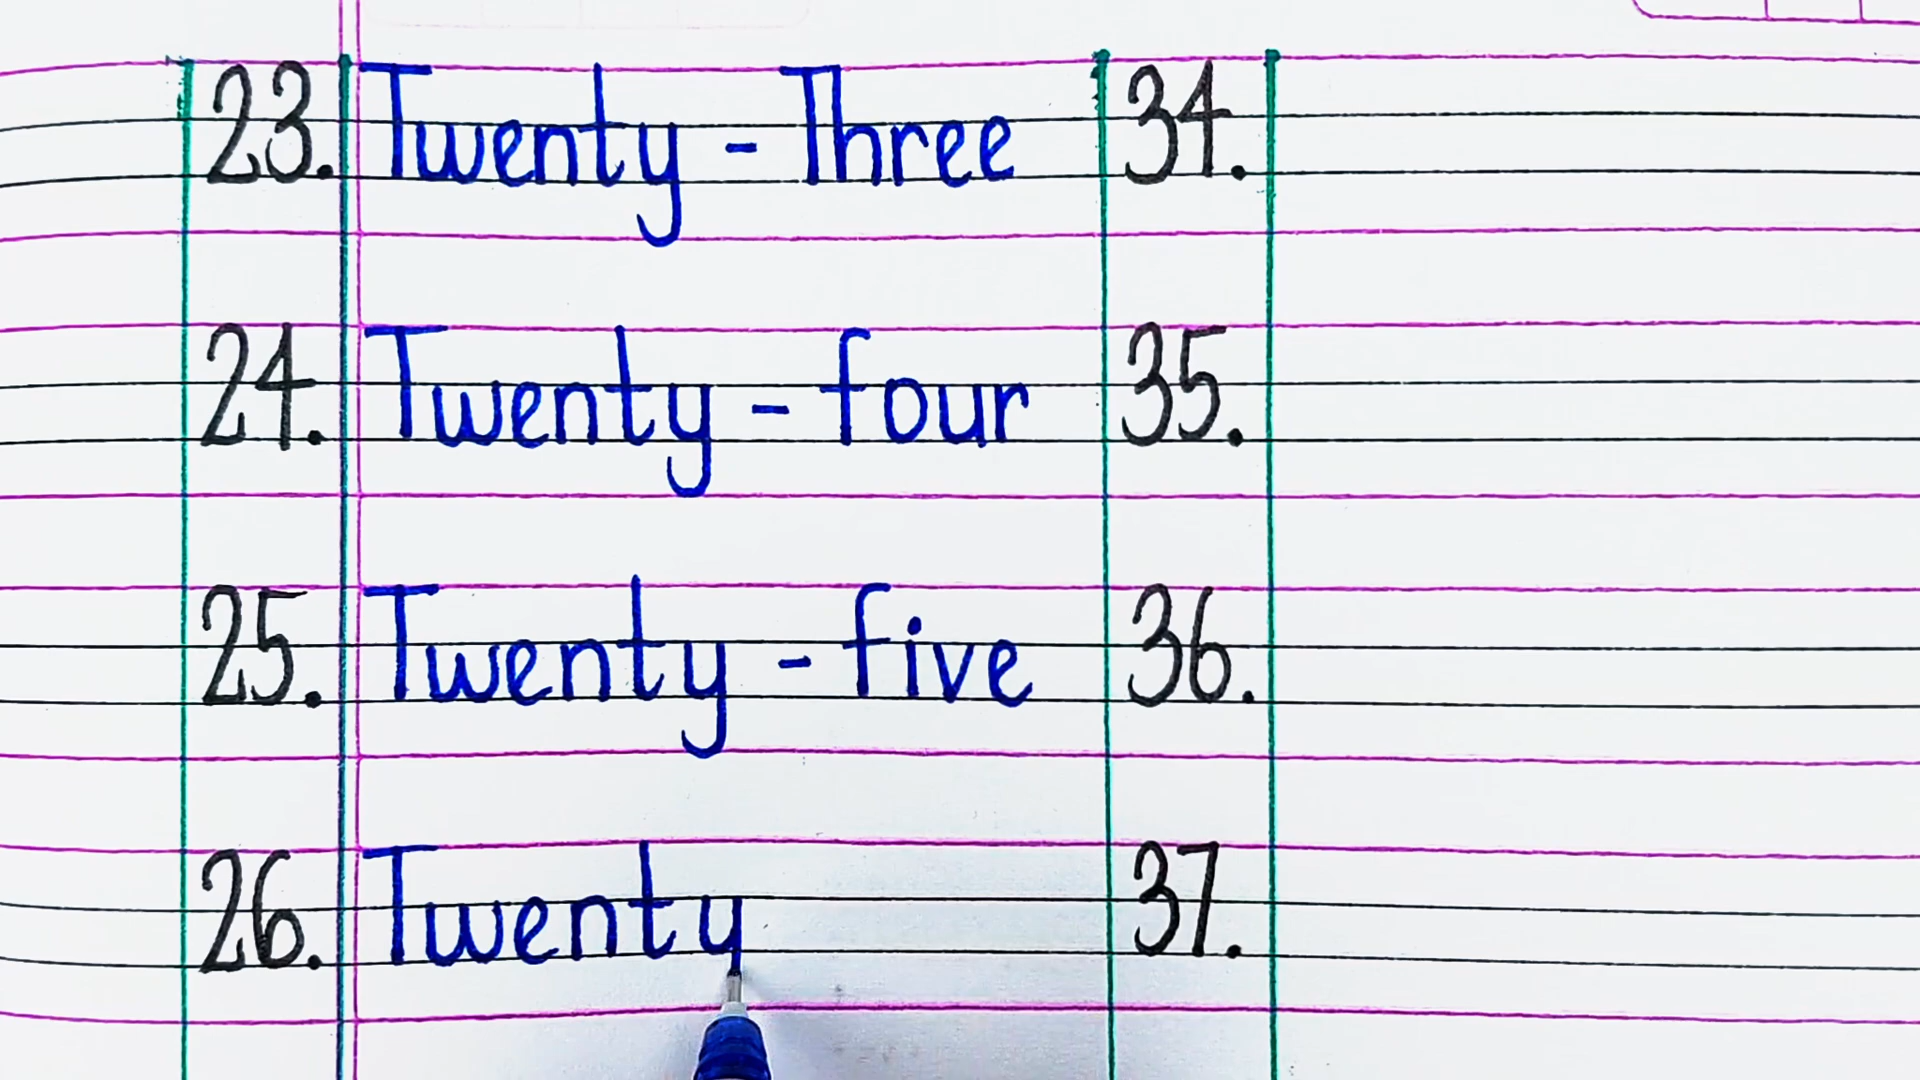 23. Twenty - Three 34.
24. Twenty - four 35.
25. Twenty - five 36.
26. Twenty 37.